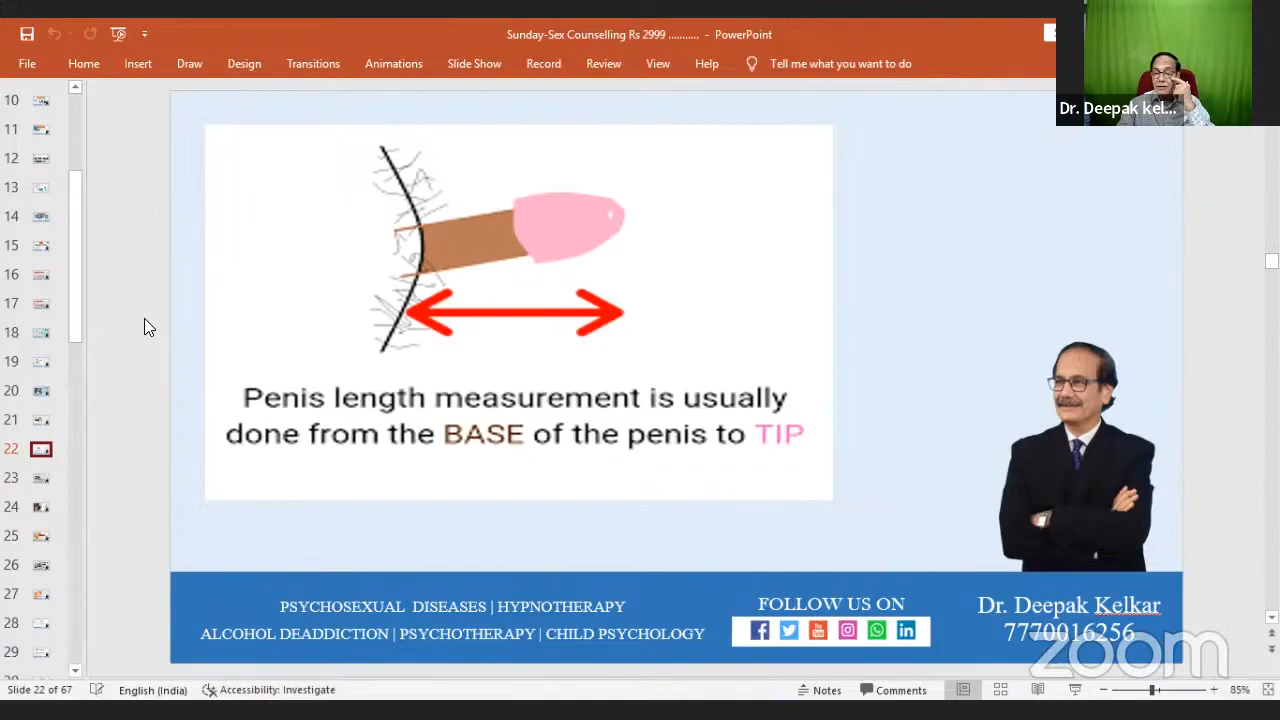 Sunday-Sex Counselling Rs 2999 ........... - PowerPoint
File Home Insert Draw Design Transitions Animations Slide Show Record Review View Help Tell me what you want to do
Dr. Deepak kel...
10
11
12
13
14
15
16
17
18
19
20
21
22
23
24
25
26
27
28
29
Penis length measurement is usually
done from the BASE of the penis to TIP
PSYCHOSEXUAL DISEASES | HYPNOTHERAPY
ALCOHOL DEADDICTION | PSYCHOTHERAPY | CHILD PSYCHOLOGY
FOLLOW US ON
Dr. Deepak Kelkar
7770016256
zoom
Slide 22 of 67 English (India) Accessibility: Investigate Notes Comments 85%